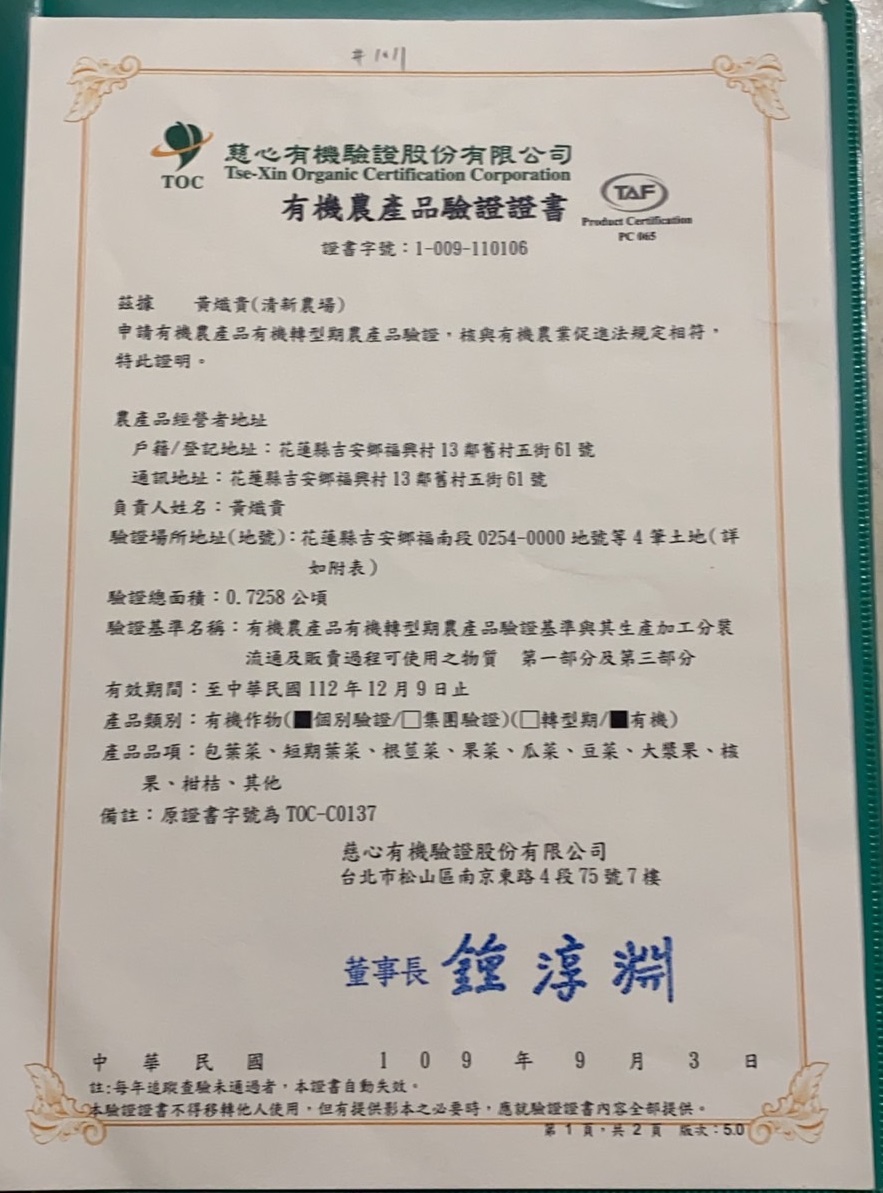 #1011
TOC
慈心有機驗證股份有限公司
Tse-Xin Organic Certification Corporation
有機農產品驗證證書
TAF
Product Certification
PC 065
證書字號：1-009-110106
茲據　黃熾貴(清新農場)
申請有機農產品有機轉型期農產品驗證，核與有機農業促進法規定相符，
特此證明。
農產品經營者地址
戶籍/登記地址：花蓮縣吉安鄉福興村13鄰舊村五街61號
通訊地址：花蓮縣吉安鄉福興村13鄰舊村五街61號
負責人姓名：黃熾貴
驗證場所地址(地號)：花蓮縣吉安鄉福南段0254-0000地號等4筆土地(詳
如附表)
驗證總面積：0.7258公頃
驗證基準名稱：有機農產品有機轉型期農產品驗證基準與其生產加工分裝
流通及販賣過程可使用之物質　第一部分及第三部分
有效期間：至中華民國112年12月9日止
產品類別：有機作物(■個別驗證/□集團驗證)(□轉型期/■有機)
產品品項：包葉菜、短期葉菜、根莖菜、果菜、瓜菜、豆菜、大漿果、核
果、柑桔、其他
備註：原證書字號為TOC-C0137
慈心有機驗證股份有限公司
台北市松山區南京東路4段75號7樓
董事長 鐘淳淵
中華民國109年9月3日
註:每年追蹤查驗未通過者，本證書自動失效。
本驗證證書不得移轉他人使用，但有提供影本之必要時，應就驗證證書內容全部提供。
第1頁，共2頁　版次：5.0